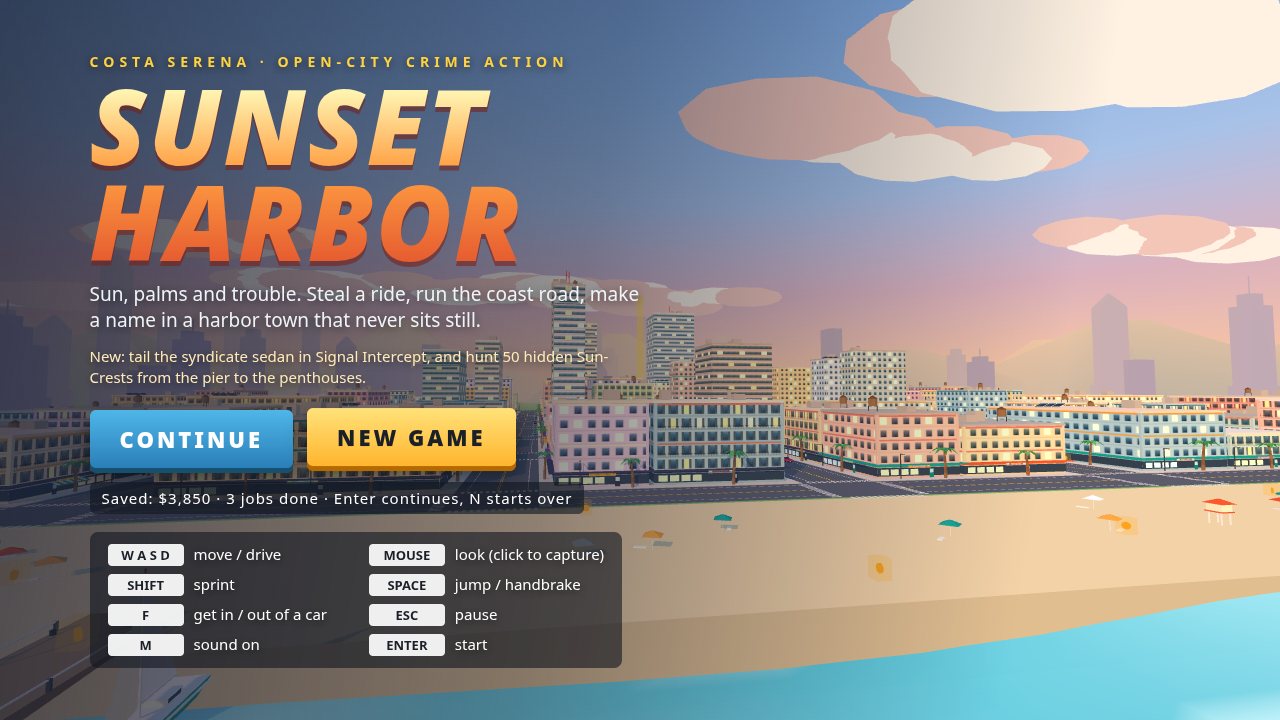 COSTA SERENA · OPEN-CITY CRIME ACTION
SUNSET
HARBOR
Sun, palms and trouble. Steal a ride, run the coast road, make
a name in a harbor town that never sits still.
New: tail the syndicate sedan in Signal Intercept, and hunt 50 hidden Sun-
Crests from the pier to the penthouses.
CONTINUE NEW GAME
Saved: $3,850 · 3 jobs done · Enter continues, N starts over
W A S D move / drive MOUSE look (click to capture)
SHIFT sprint SPACE jump / handbrake
F get in / out of a car ESC pause
M sound on ENTER start